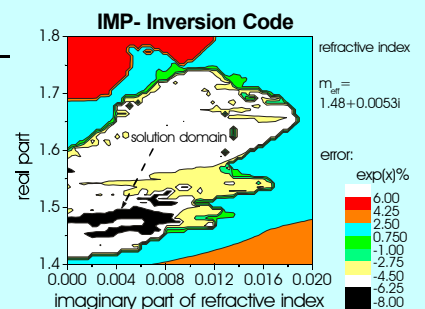 IMP- Inversion Code
1.8
1.7
1.6
1.5
1.4
real part
0.000 0.004 0.008 0.012 0.016 0.020
imaginary part of refractive index
solution domain
refractive index
m eff =
1.48+0.0053i
error:
exp(x)%
6.00
4.25
2.50
0.750
-1.00
-2.75
-4.50
-6.25
-8.00